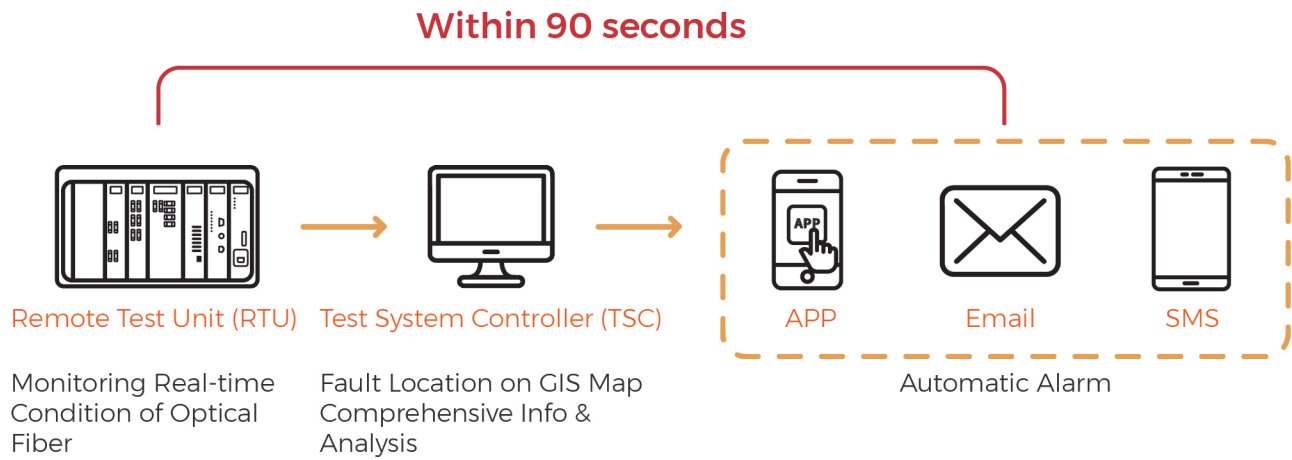 Within 90 seconds
APP
Remote Test Unit (RTU)
Test System Controller (TSC)
APP
Email
SMS
Monitoring Real-time
Condition of Optical
Fiber
Fault Location on GIS Map
Comprehensive Info &
Analysis
Automatic Alarm